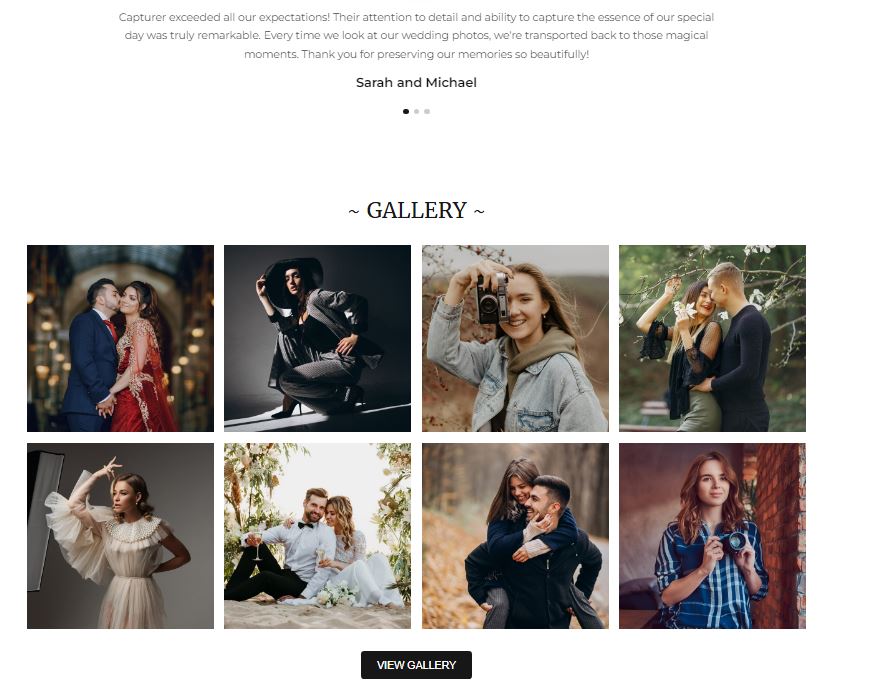 Capturer exceeded all our expectations! Their attention to detail and ability to capture the essence of our special
day was truly remarkable. Every time we look at our wedding photos, we're transported back to those magical
moments. Thank you for preserving our memories so beautifully!
Sarah and Michael
~ GALLERY ~
VIEW GALLERY